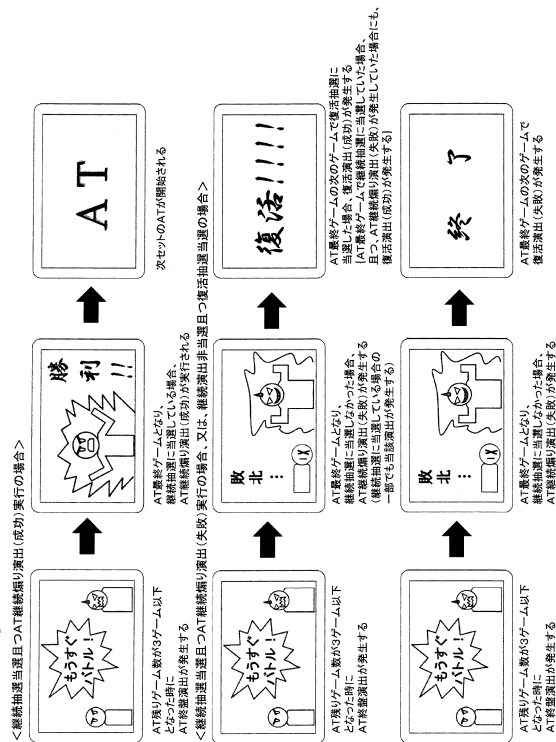 <継続抽選当選且つAT継続煽り演出(成功)実行の場合>
もうすぐ
バトル!
勝利
!!
AT
AT残りゲーム数が3ゲーム以下
となった時に
AT終盤演出が発生する
AT最終ゲームとなり、
継続抽選に当選している場合、
AT継続煽り演出(成功)が実行される
次セットのATが開始される
<継続抽選当選且つAT継続煽り演出(失敗)実行の場合、又は、継続演出非当選且つ復活抽選当選の場合>
もうすぐ
バトル!
敗北…
復活!!!!
AT残りゲーム数が3ゲーム以下
となった時に
AT終盤演出が発生する
AT最終ゲームとなり、
継続抽選に当選しなかった場合、
AT継続煽り演出(失敗)が発生する
(継続抽選に当選している場合の
一部でも当該演出が発生する)
AT最終ゲームの次のゲームで復活抽選に
当選した場合、復活演出(成功)が発生する
[AT最終ゲームで継続抽選に当選していた場合、
且つ、AT継続煽り演出(失敗)が発生していた場合にも、
復活演出(成功)が発生する]
もうすぐ
バトル!
敗北…
終了
AT残りゲーム数が3ゲーム以下
となった時に
AT終盤演出が発生する
AT最終ゲームとなり、
継続抽選に当選しなかった場合、
AT継続煽り演出(失敗)が発生する
AT最終ゲームの次のゲームで
復活演出(失敗)が発生する